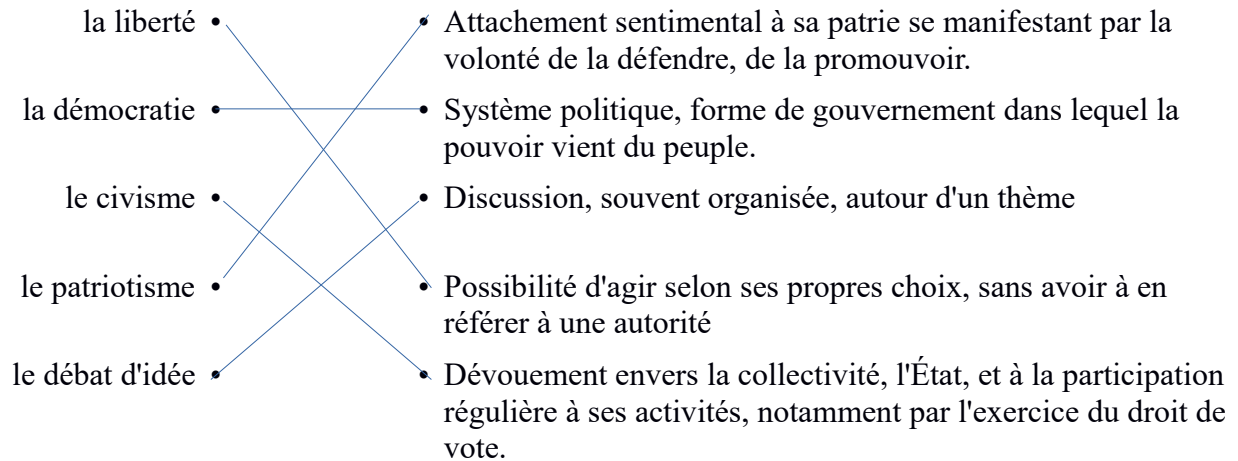 la liberté • • Attachement sentimental à sa patrie se manifestant par la
volonté de la défendre, de la promouvoir.
la démocratie • • Système politique, forme de gouvernement dans lequel la
pouvoir vient du peuple.
le civisme • • Discussion, souvent organisée, autour d'un thème
le patriotisme • • Possibilité d'agir selon ses propres choix, sans avoir à en
référer à une autorité
le débat d'idée • • Dévouement envers la collectivité, l'État, et à la participation
régulière à ses activités, notamment par l'exercice du droit de
vote.